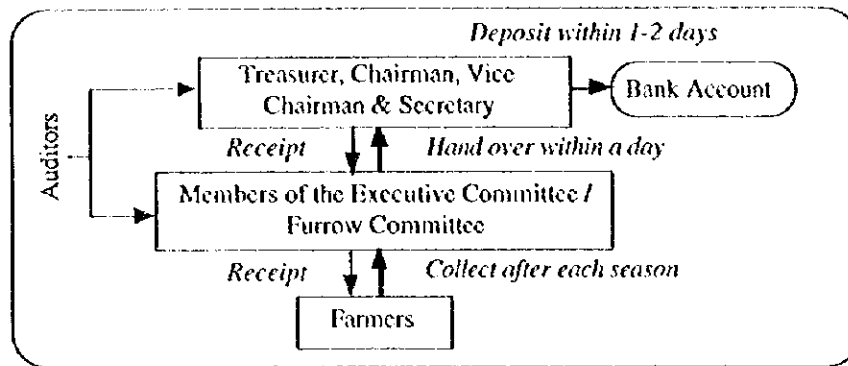 Deposit within 1-2 days
Treasurer, Chairman, Vice
Chairman & Secretary
Bank Account
Auditors
Receipt
Hand over within a day
Members of the Executive Committee /
Furrow Committee
Receipt
Collect after each season
Farmers